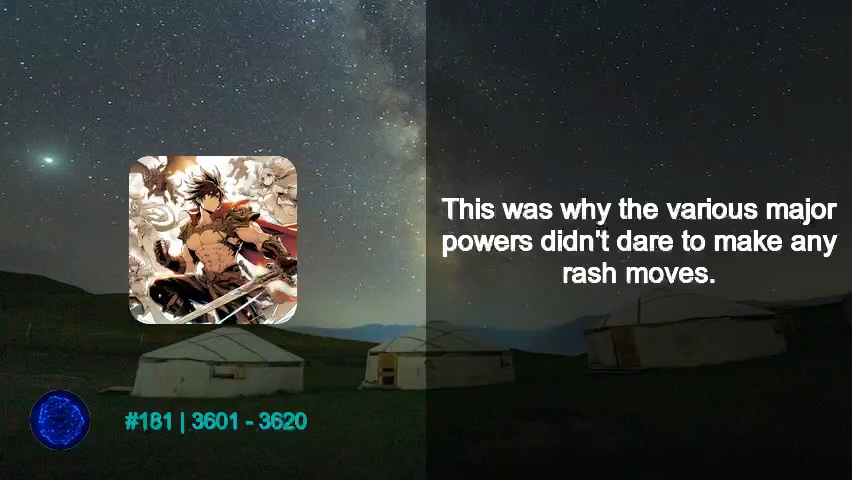 This was why the various major
powers didn't dare to make any
rash moves.
#181 | 3601 - 3620